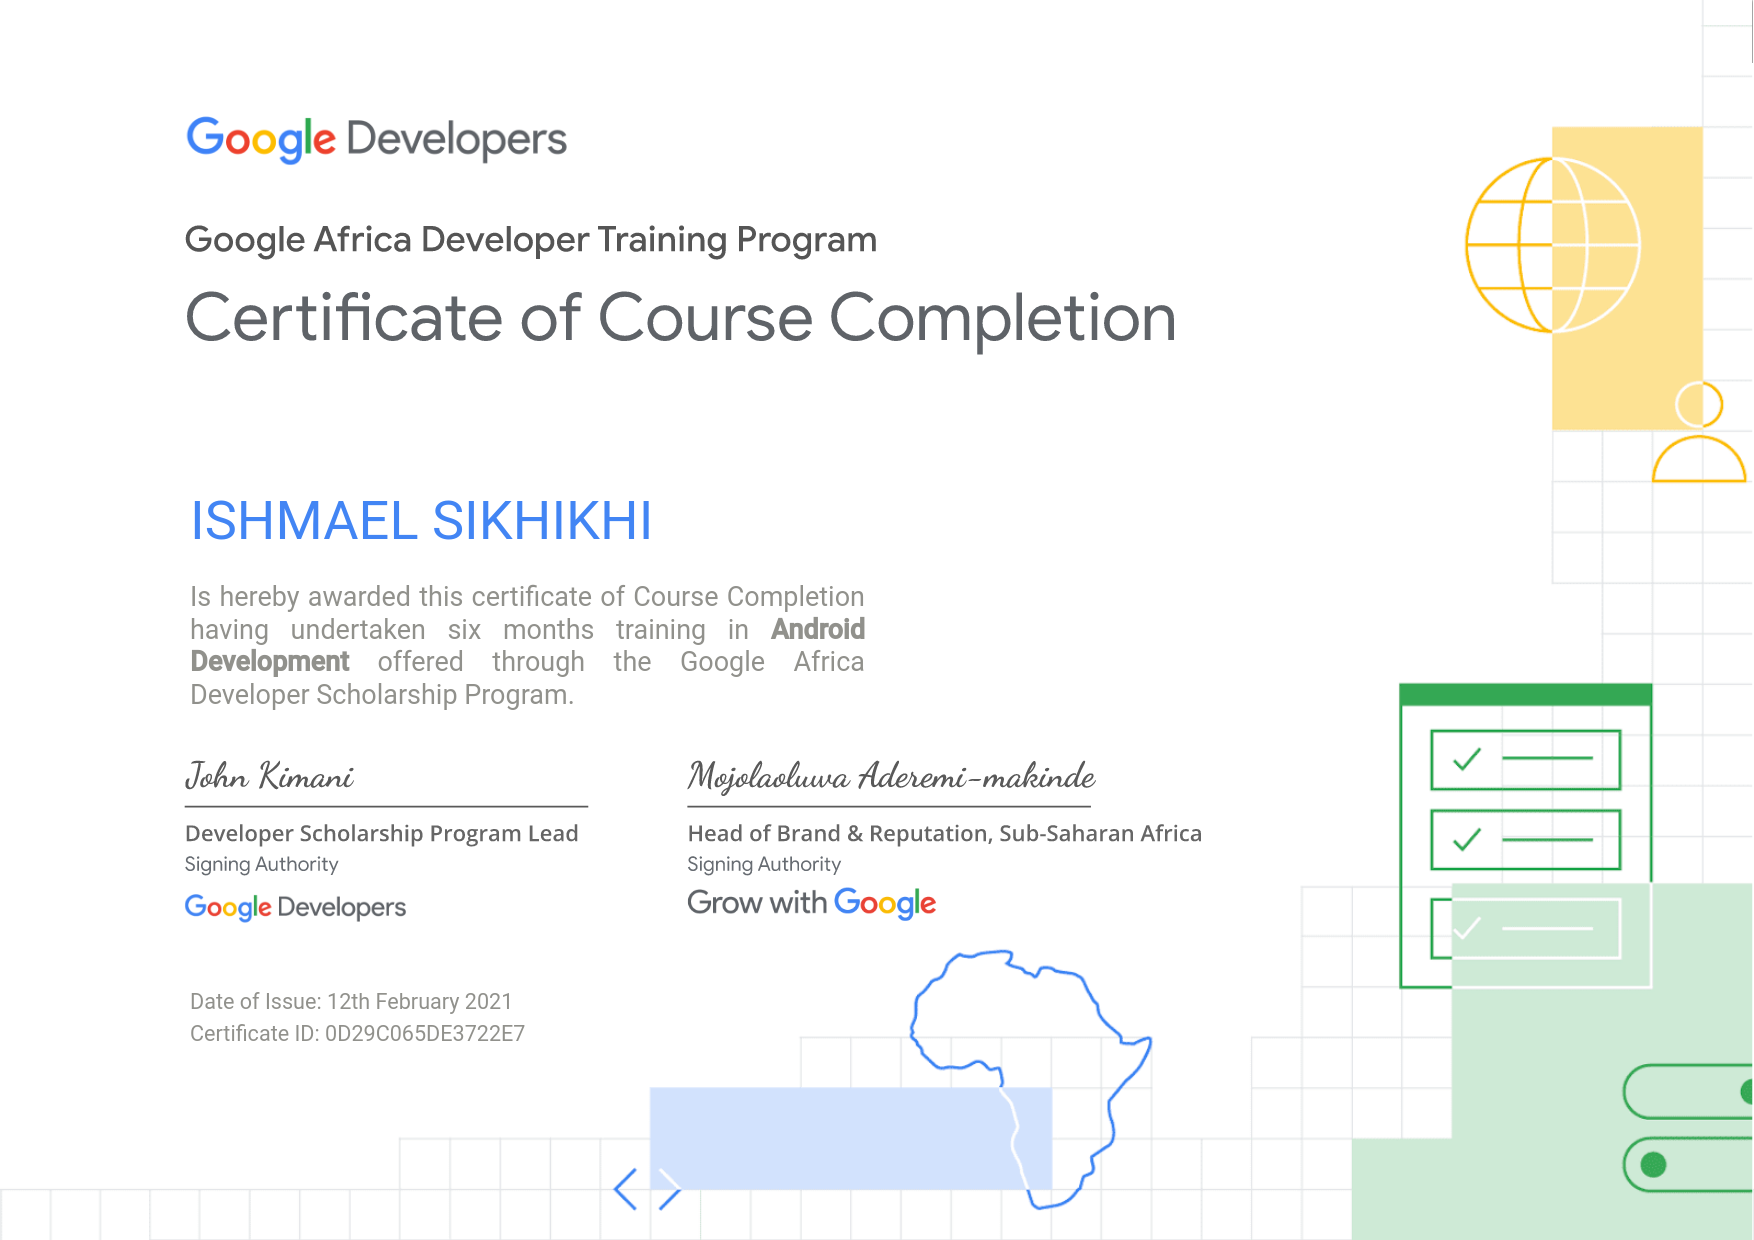 Google Developers
Google Africa Developer Training Program
Certificate of Course Completion
ISHMAEL SIKHIKHI
Is hereby awarded this certificate of Course Completion
having undertaken six months training in Android
Development offered through the Google Africa
Developer Scholarship Program.
John Kimani
Developer Scholarship Program Lead
Signing Authority
Google Developers
Mojolaoluwa Aderemi-makinde
Head of Brand & Reputation, Sub-Saharan Africa
Signing Authority
Grow with Google
Date of Issue: 12th February 2021
Certificate ID: 0D29C065DE3722E7